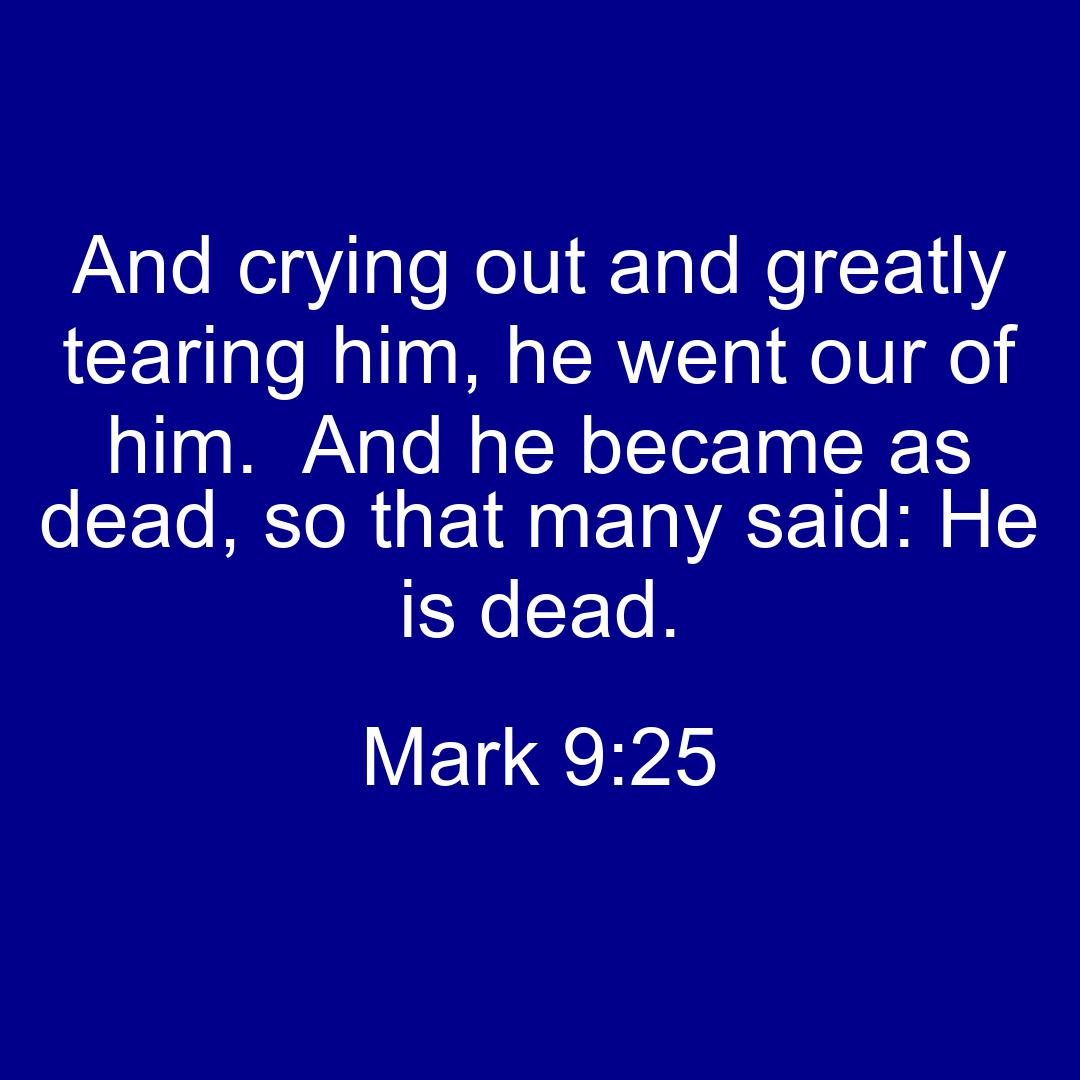 And crying out and greatly
tearing him, he went our of
him.  And he became as
dead, so that many said: He
is dead.
Mark 9:25